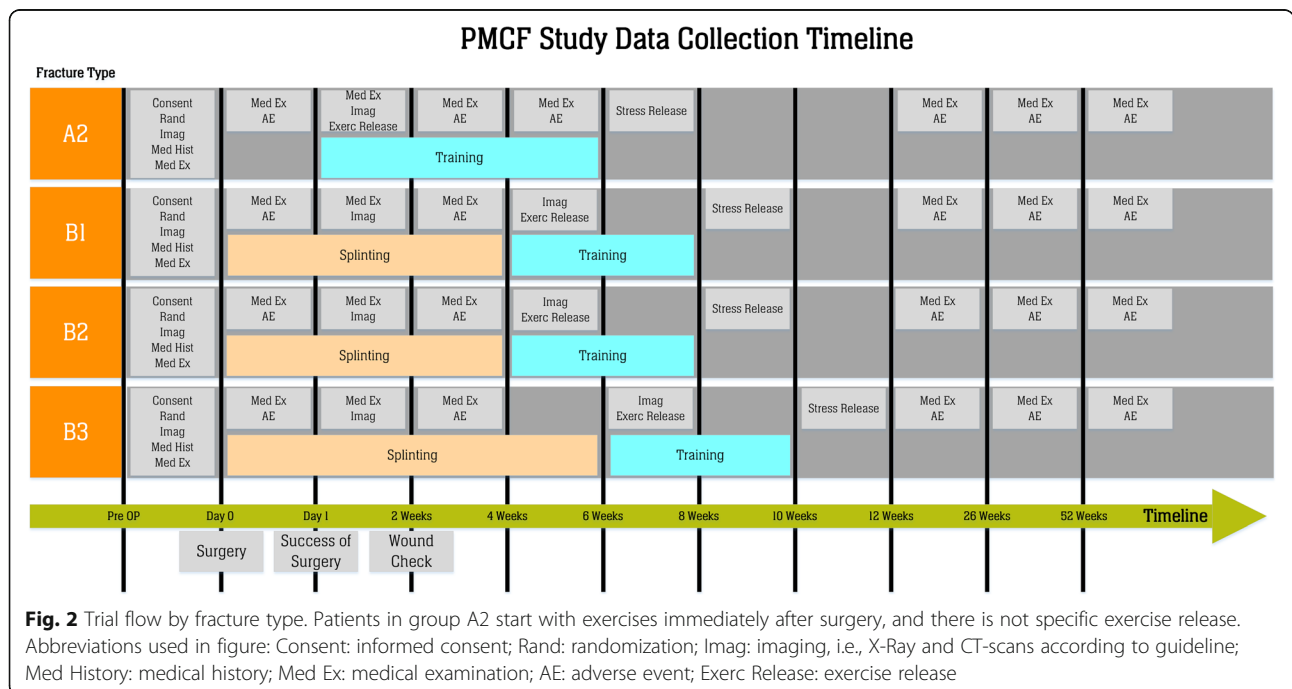 PMCF Study Data Collection Timeline
Fracture Type
A2
Consent
Rand
Imag
Med Hist
Med Ex
Med Ex
AE
Med Ex
Imag
Exerc Release
Med Ex
AE
Med Ex
AE
Stress Release
Med Ex
AE
Med Ex
AE
Med Ex
AE
Training
B1
Consent
Rand
Imag
Med Hist
Med Ex
Med Ex
AE
Med Ex
Imag
Med Ex
AE
Imag
Exerc Release
Stress Release
Med Ex
AE
Med Ex
AE
Med Ex
AE
Splinting
Training
B2
Consent
Rand
Imag
Med Hist
Med Ex
Med Ex
AE
Med Ex
Imag
Med Ex
AE
Imag
Exerc Release
Stress Release
Med Ex
AE
Med Ex
AE
Med Ex
AE
Splinting
Training
B3
Consent
Rand
Imag
Med Hist
Med Ex
Med Ex
AE
Med Ex
Imag
Med Ex
AE
Imag
Exerc Release
Stress Release
Med Ex
AE
Med Ex
AE
Med Ex
AE
Splinting
Training
Pre OP
Day 0
Day 1
2 Weeks
4 Weeks
6 Weeks
8 Weeks
10 Weeks
12 Weeks
26 Weeks
52 Weeks
Timeline
Surgery
Success of
Surgery
Wound
Check
Fig. 2 Trial flow by fracture type. Patients in group A2 start with exercises immediately after surgery, and there is not specific exercise release.
Abbreviations used in figure: Consent: informed consent; Rand: randomization; Imag: imaging, i.e., X-Ray and CT-scans according to guideline;
Med History: medical history; Med Ex: medical examination; AE: adverse event; Exerc Release: exercise release